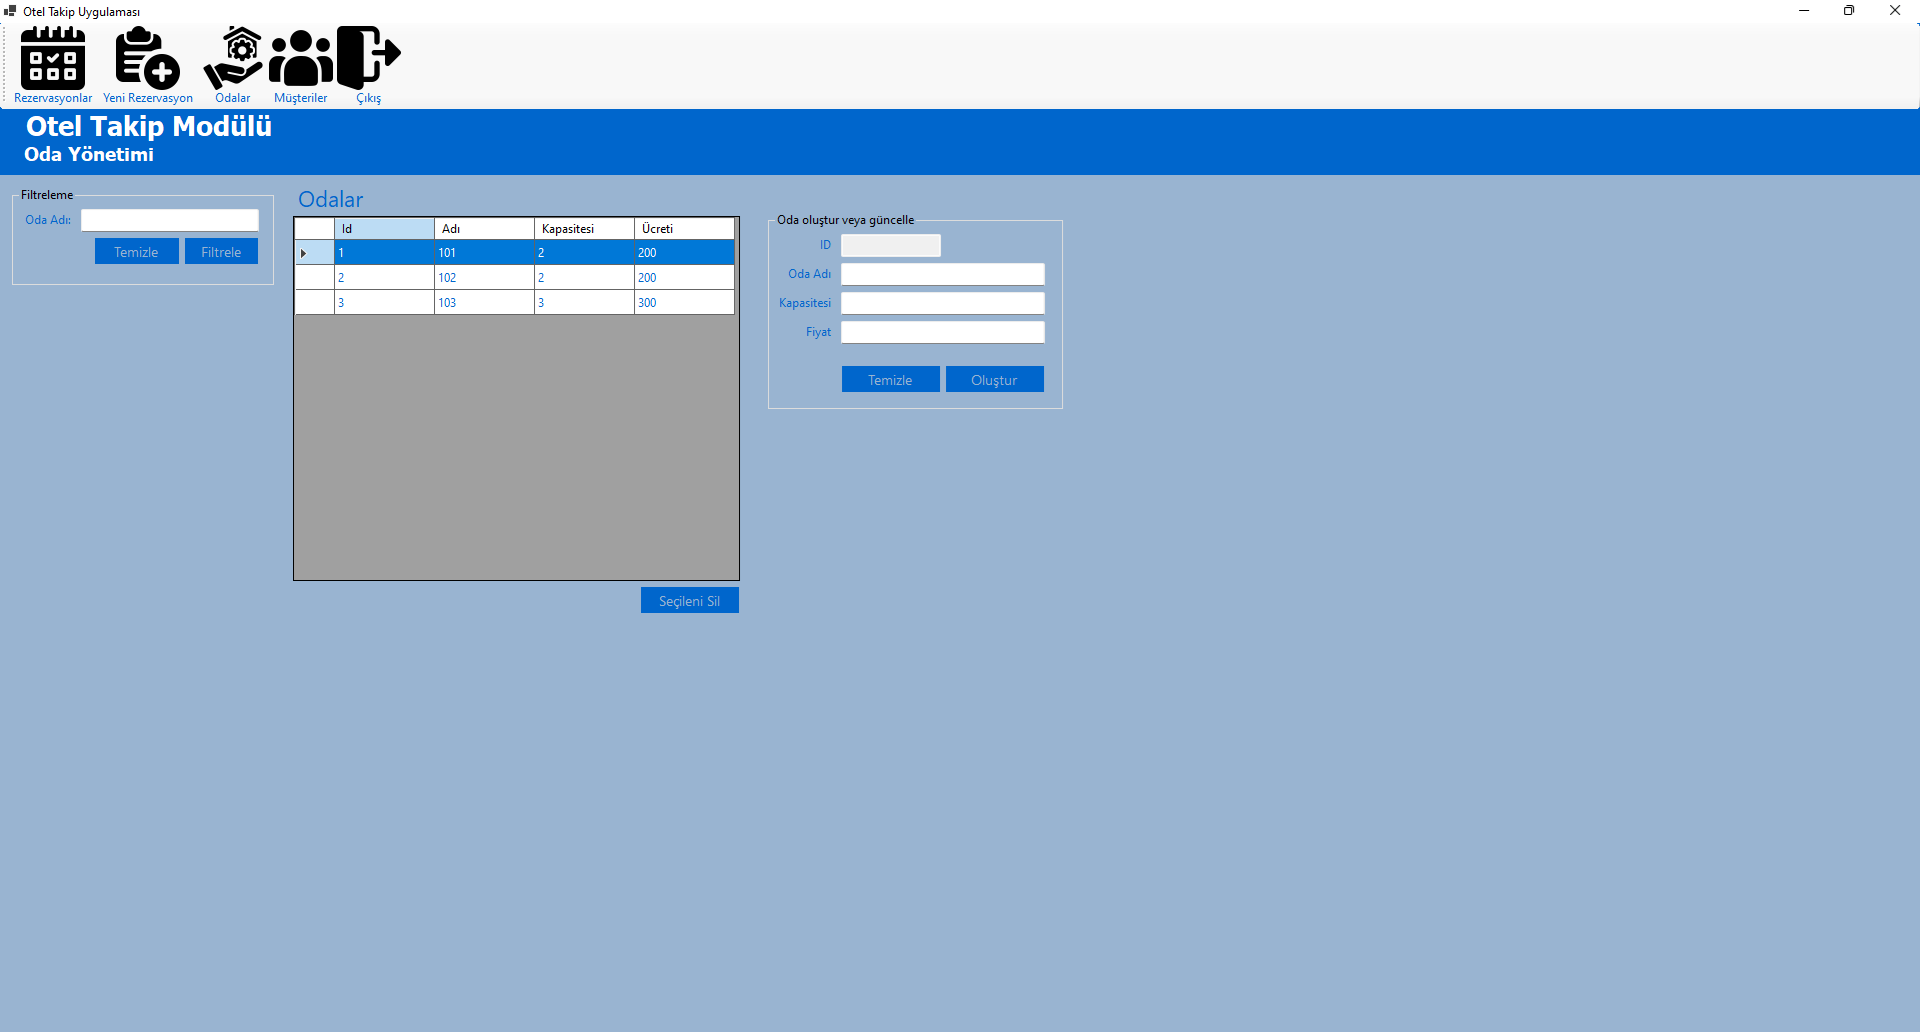 Otel Takip Uygulaması
Rezervasyonlar Yeni Rezervasyon Odalar Müşteriler Çıkış
Otel Takip Modülü
Oda Yönetimi
Filtreleme
Oda Adı:
Temizle Filtrele
Odalar
Id Adı Kapasitesi Ücreti
1 101 2 200
2 102 2 200
3 103 3 300
Seçileni Sil
Oda oluştur veya güncelle
ID
Oda Adı
Kapasitesi
Fiyat
Temizle Oluştur